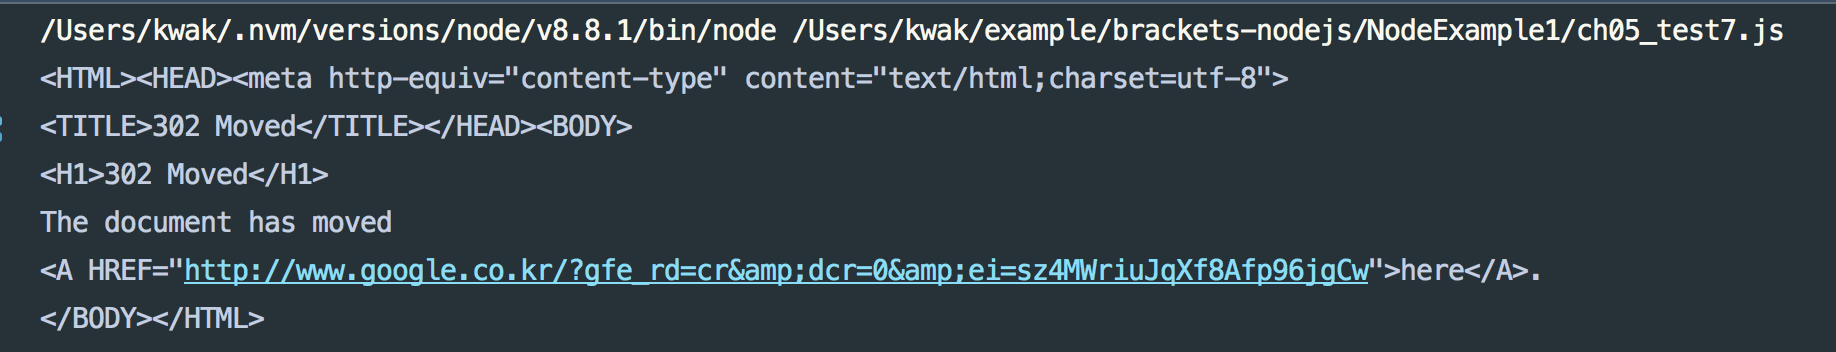 /Users/kwak/.nvm/versions/node/v8.8.1/bin/node /Users/kwak/example/brackets-nodejs/NodeExample1/ch05_test7.js
<HTML><HEAD><meta http-equiv="content-type" content="text/html;charset=utf-8">
<TITLE>302 Moved</TITLE></HEAD><BODY>
<H1>302 Moved</H1>
The document has moved
<A HREF="http://www.google.co.kr/?gfe_rd=cr&amp;dcr=0&amp;ei=sz4MWriuJqXf8Afp96jgCw">here</A>.
</BODY></HTML>